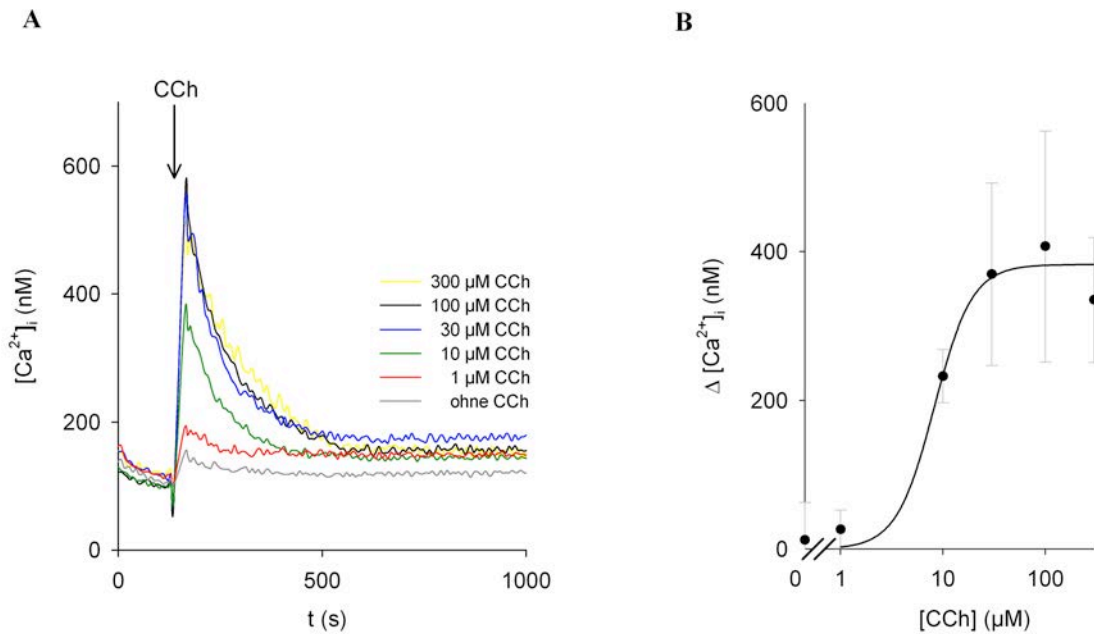 A
CCh
600
400
200
0
[Ca²⁺]ᵢ (nM)
300 µM CCh
100 µM CCh
30 µM CCh
10 µM CCh
1 µM CCh
ohne CCh
0 500 1000
t (s)
B
600
400
200
0
Δ [Ca²⁺]ᵢ (nM)
0 1 10 100
[CCh] (µM)